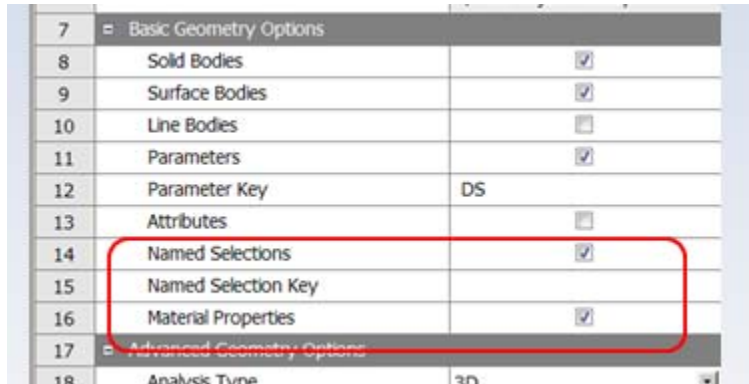 7 Basic Geometry Options
8 Solid Bodies
9 Surface Bodies
10 Line Bodies
11 Parameters
12 Parameter Key DS
13 Attributes
14 Named Selections
15 Named Selection Key
16 Material Properties
17 Advanced Geometry Options
18 Analysis Type 3D